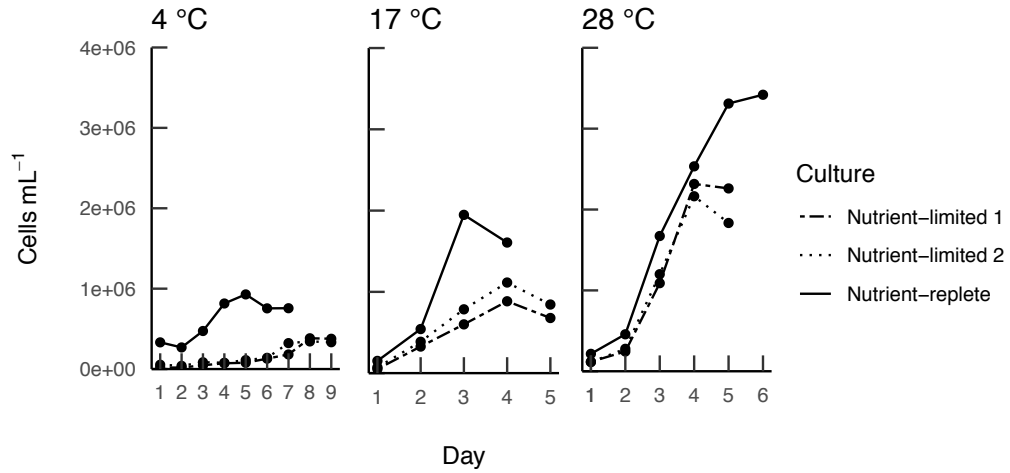 4 °C
17 °C
28 °C
4e+06
3e+06
2e+06
1e+06
0e+00
Cells mL⁻¹
1 2 3 4 5 6 7 8 9
1 2 3 4 5
1 2 3 4 5 6
Day
Culture
Nutrient−limited 1
Nutrient−limited 2
Nutrient−replete